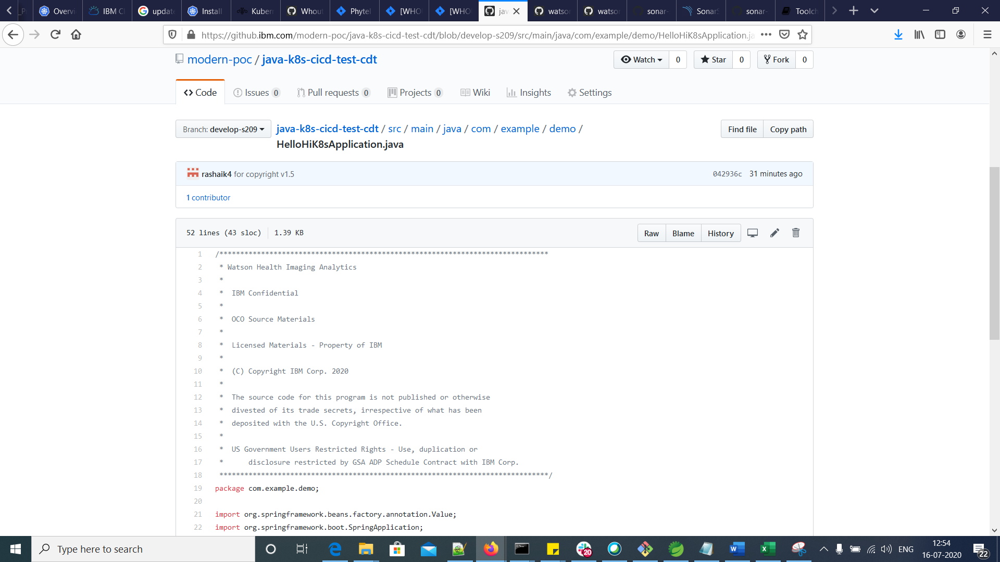 Overvi
IBM Cl
update
Install
Kubern
Whout
Phytel
[WHO
[WHO
jav
watso
watso
sonar-
SonarS
sonar-
Toolch
https://github.ibm.com/modern-poc/java-k8s-cicd-test-cdt/blob/develop-s209/src/main/java/com/example/demo/HelloHiK8sApplication.ja
modern-poc / java-k8s-cicd-test-cdt
Watch 0
Star 0
Fork 0
Code
Issues 0
Pull requests 0
Projects 0
Wiki
Insights
Settings
Branch: develop-s209
java-k8s-cicd-test-cdt / src / main / java / com / example / demo /
HelloHiK8sApplication.java
Find file
Copy path
rashaik4 for copyright v1.5
042936c 31 minutes ago
1 contributor
52 lines (43 sloc) 1.39 KB
Raw
Blame
History
1 /*******************************************************************************
2 * Watson Health Imaging Analytics
3 *
4 * IBM Confidential
5 *
6 * OCO Source Materials
7 *
8 * Licensed Materials - Property of IBM
9 *
10 * (C) Copyright IBM Corp. 2020
11 *
12 * The source code for this program is not published or otherwise
13 * divested of its trade secrets, irrespective of what has been
14 * deposited with the U.S. Copyright Office.
15 *
16 * US Government Users Restricted Rights - Use, duplication or
17 * disclosure restricted by GSA ADP Schedule Contract with IBM Corp.
18 *******************************************************************************/
19 package com.example.demo;
20
21 import org.springframework.beans.factory.annotation.Value;
22 import org.springframework.boot.SpringApplication;
Type here to search
20
ENG
12:54
16-07-2020
22